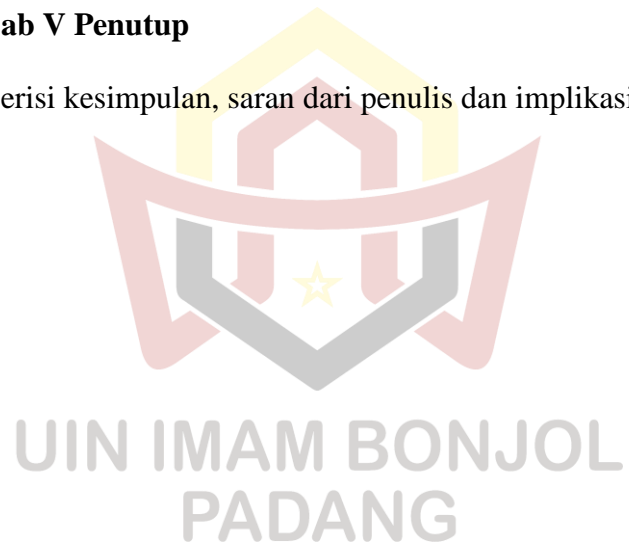 ab V Penutup
erisi kesimpulan, saran dari penulis dan implikasi
UIN IMAM BONJOL
PADANG